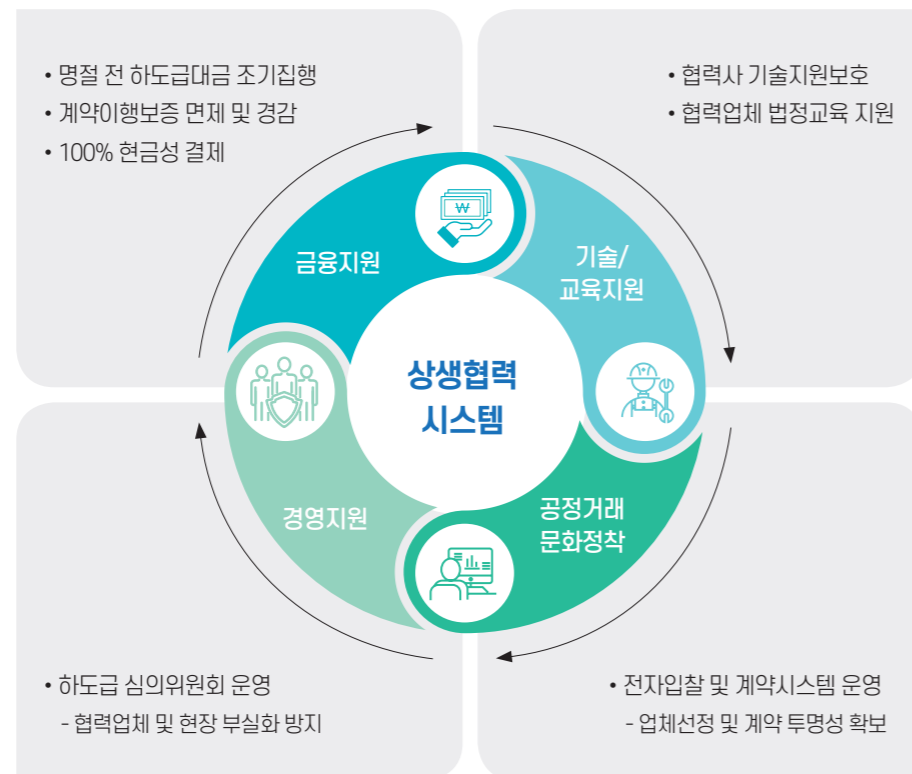 • 명절 전 하도급대금 조기집행
• 계약이행보증 면제 및 경감
• 100% 현금성 결제
• 협력사 기술지원보호
• 협력업체 법정교육 지원
₩
금융지원
기술/
교육지원
상생협력
시스템
경영지원
공정거래
문화정착
• 하도급 심의위원회 운영
- 협력업체 및 현장 부실화 방지
• 전자입찰 및 계약시스템 운영
- 업체선정 및 계약 투명성 확보